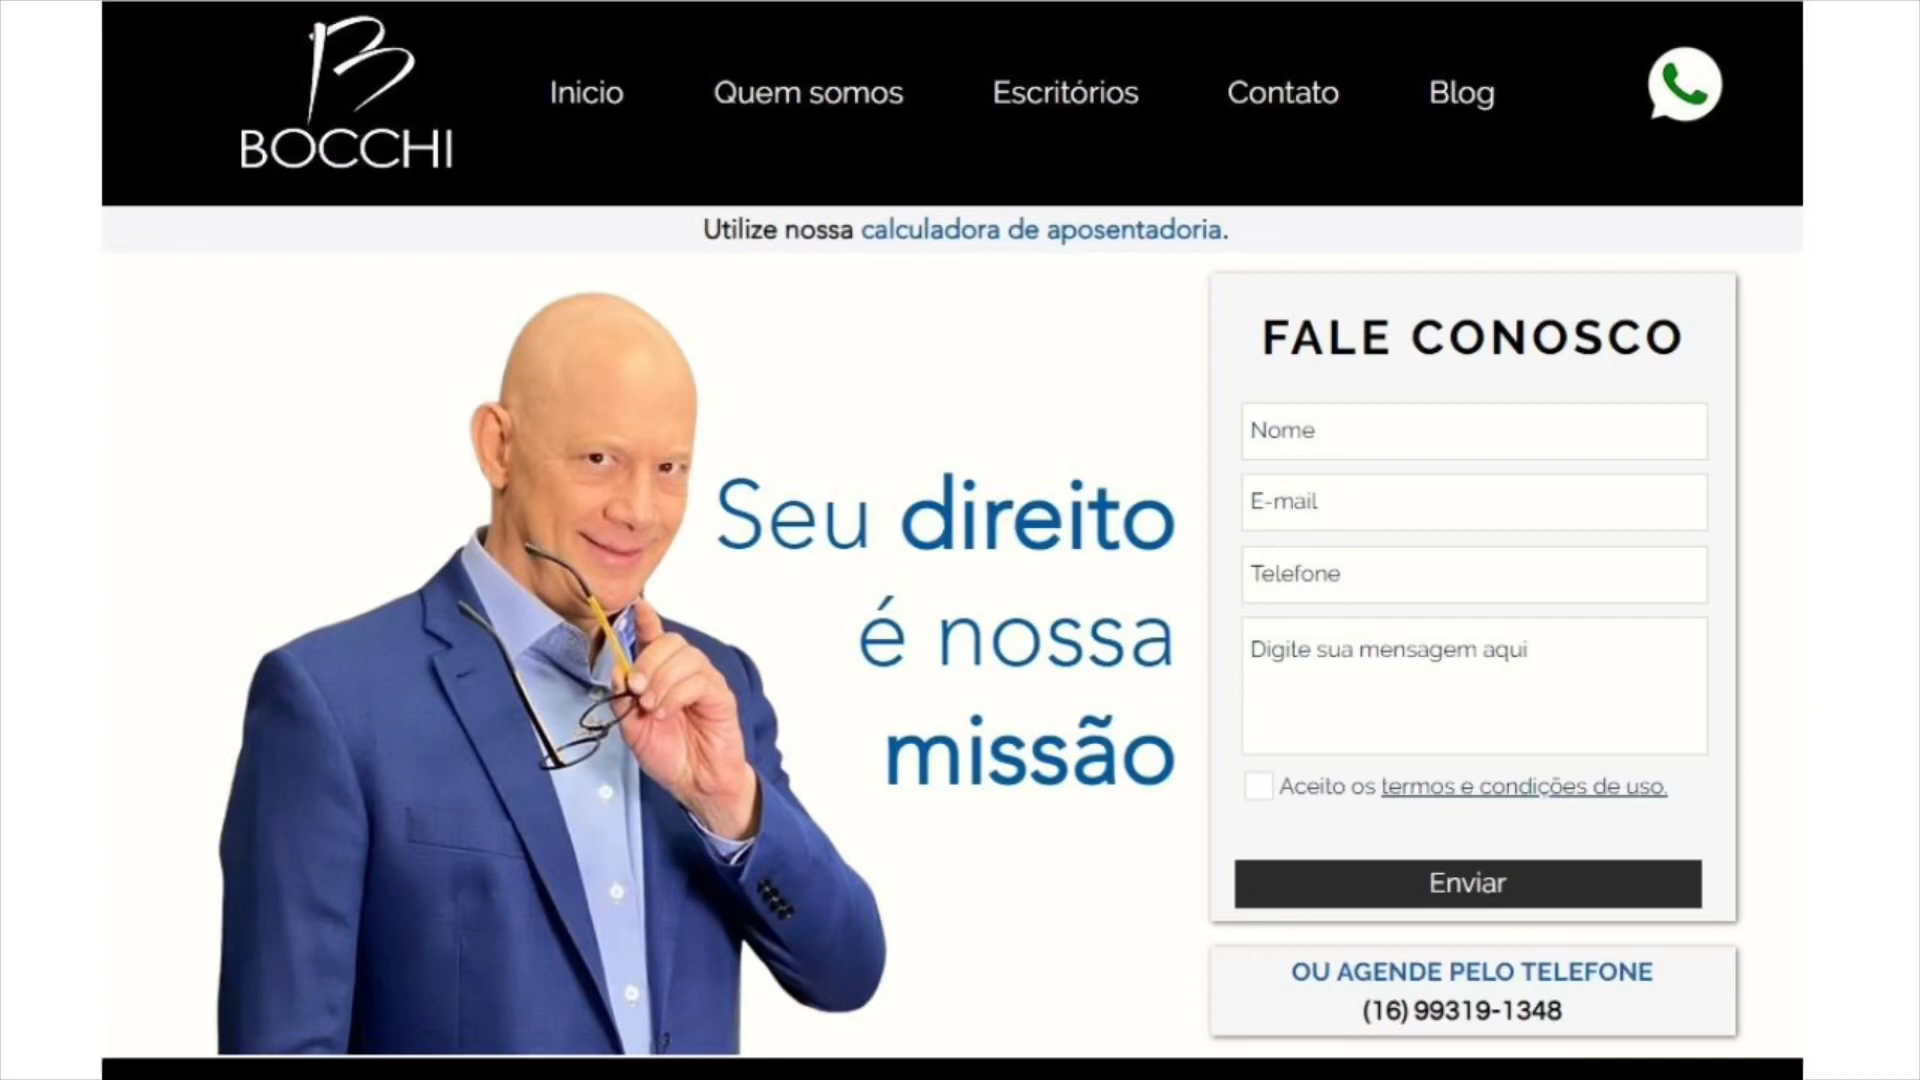 BOCCHI
Inicio
Quem somos
Escritórios
Contato
Blog
Utilize nossa calculadora de aposentadoria.
Seu direito
é nossa
missão
FALE CONOSCO
Nome
E-mail
Telefone
Digite sua mensagem aqui
Aceito os termos e condições de uso.
Enviar
OU AGENDE PELO TELEFONE
(16) 99319-1348